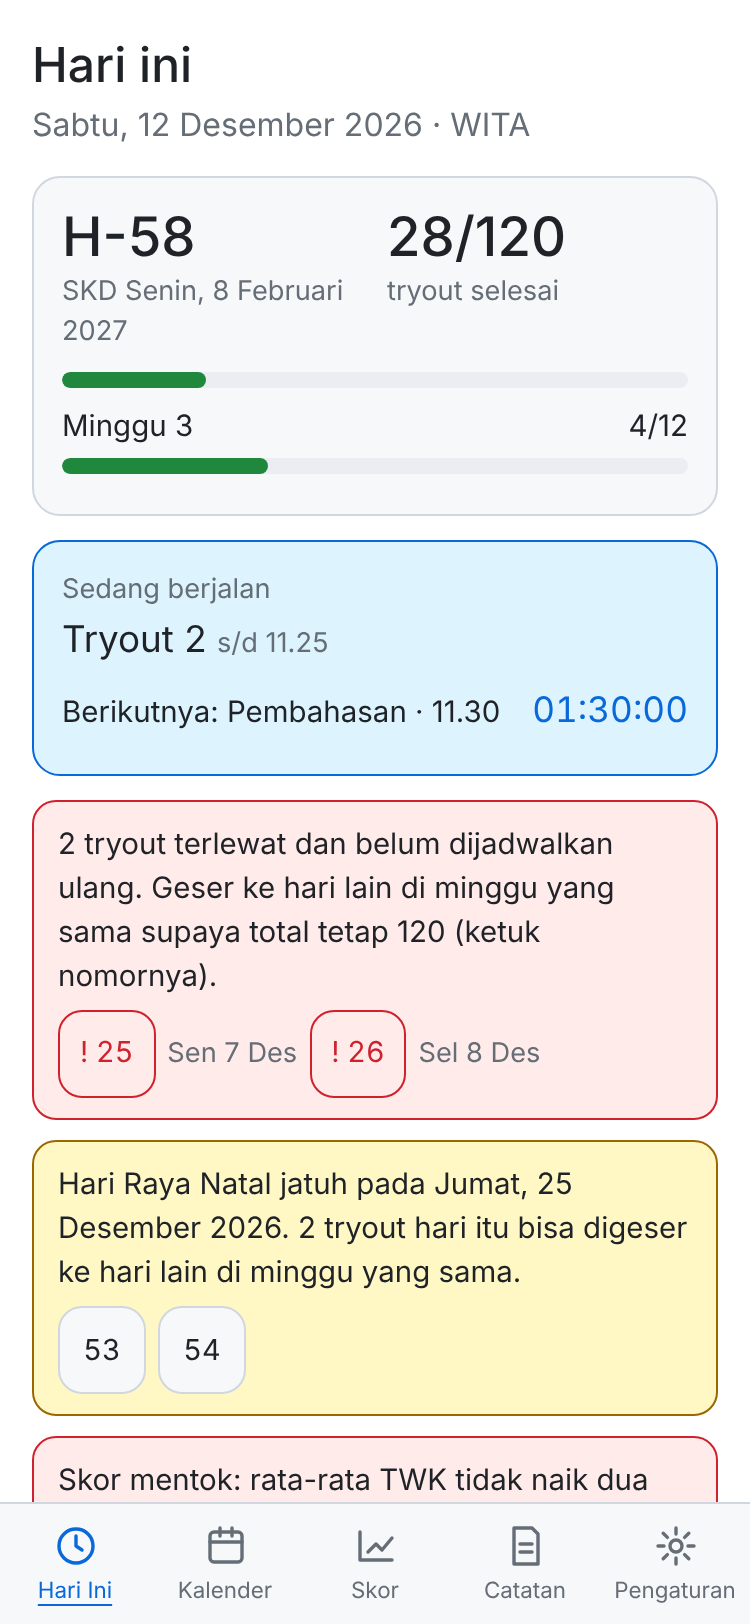 Hari ini
Sabtu, 12 Desember 2026 · WITA
H-58
SKD Senin, 8 Februari
2027
28/120
tryout selesai
Minggu 3 4/12
Sedang berjalan
Tryout 2 s/d 11.25
Berikutnya: Pembahasan · 11.30 01:30:00
2 tryout terlewat dan belum dijadwalkan
ulang. Geser ke hari lain di minggu yang
sama supaya total tetap 120 (ketuk
nomornya).
! 25 Sen 7 Des ! 26 Sel 8 Des
Hari Raya Natal jatuh pada Jumat, 25
Desember 2026. 2 tryout hari itu bisa digeser
ke hari lain di minggu yang sama.
53 54
Skor mentok: rata-rata TWK tidak naik dua
Hari Ini Kalender Skor Catatan Pengaturan